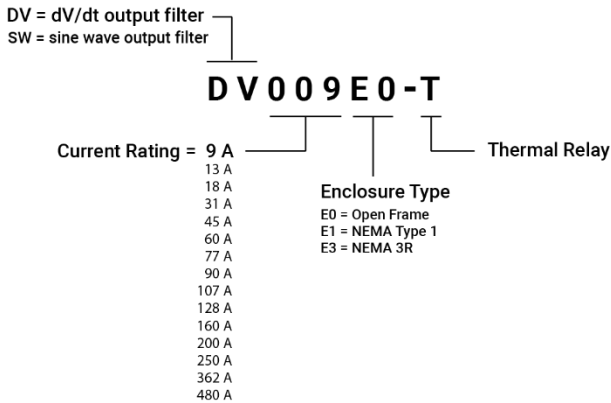 DV = dV/dt output filter
SW = sine wave output filter
DV009E0-T
Current Rating = 9 A
13 A
18 A
31 A
45 A
60 A
77 A
90 A
107 A
128 A
160 A
200 A
250 A
362 A
480 A
Enclosure Type
E0 = Open Frame
E1 = NEMA Type 1
E3 = NEMA 3R
Thermal Relay